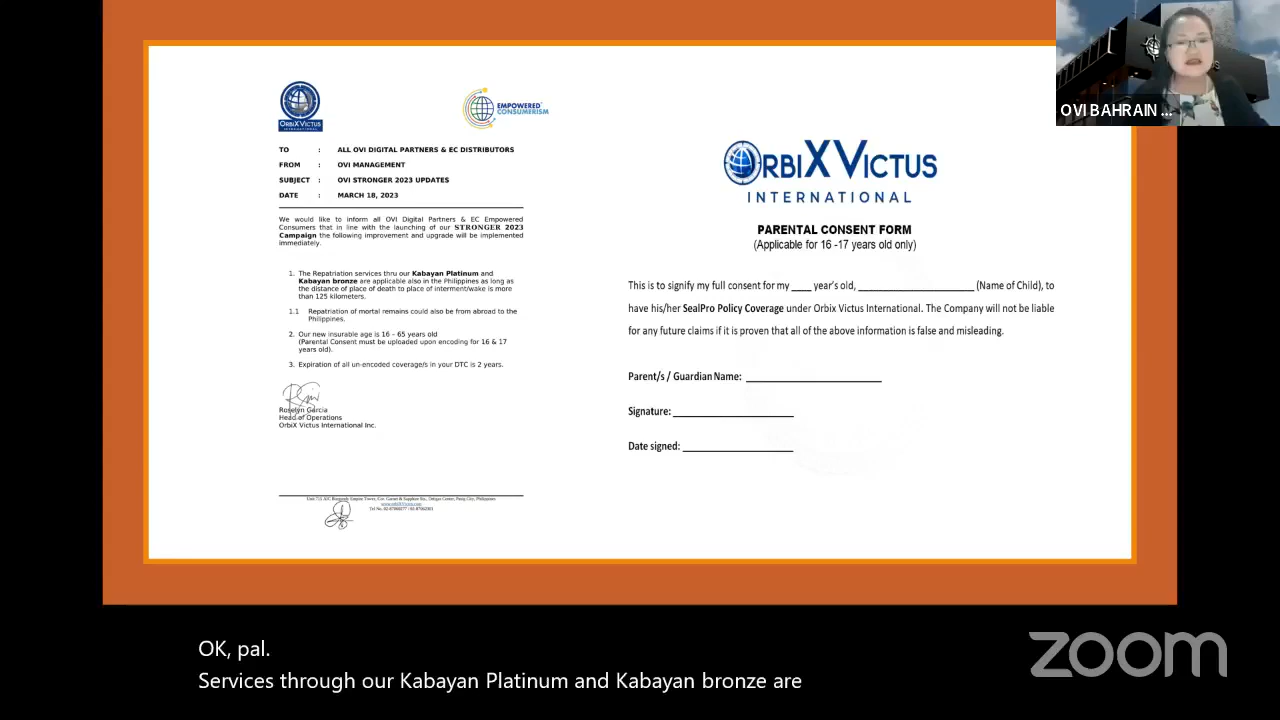 ORBIX VICTUS
INTERNATIONAL
EMPOWERED
CONSUMERISM
TO : ALL OVI DIGITAL PARTNERS & EC DISTRIBUTORS
FROM : OVI MANAGEMENT
SUBJECT : OVI STRONGER 2023 UPDATES
DATE : MARCH 18, 2023
We would like to inform all OVI Digital Partners & EC Empowered
Consumers that in line with the launching of our STRONGER 2023
Campaign the following improvement and upgrade will be implemented
immediately.
1. The Repatriation services thru our Kabayan Platinum and
Kabayan bronze are applicable also in the Philippines as long as
the distance of place of death to place of interment/wake is more
than 125 kilometers.
1.1 Repatriation of mortal remains could also be from abroad to the
Philippines.
2. Our new insurable age is 16 – 65 years old
(Parental Consent must be uploaded upon encoding for 16 & 17
years old).
3. Expiration of all un-encoded coverage/s in your DTC is 2 years.
Roselyn Garcia
Head of Operations
OrbiX Victus International Inc.
ORBIX VICTUS
INTERNATIONAL
PARENTAL CONSENT FORM
(Applicable for 16 -17 years old only)
This is to signify my full consent for my ____ year's old, ______________________ (Name of Child), to
have his/her SealPro Policy Coverage under Orbix Victus International. The Company will not be liable
for any future claims if it is proven that all of the above information is false and misleading.
Parent/s / Guardian Name: _________________________
Signature: ______________________
Date signed: ____________________
OVI BAHRAIN ...
OK, pal.
Services through our Kabayan Platinum and Kabayan bronze are
zoom